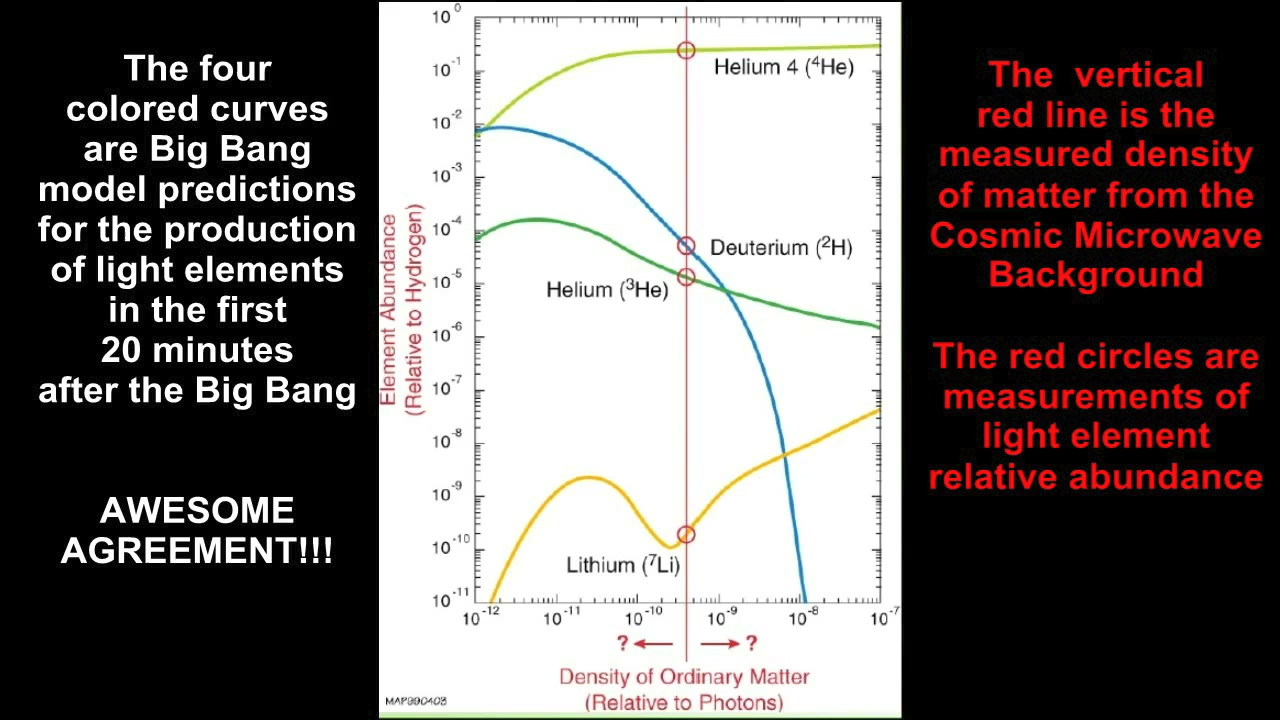 The four
colored curves
are Big Bang
model predictions
for the production
of light elements
in the first
20 minutes
after the Big Bang
AWESOME
AGREEMENT!!!
10⁰
10⁻¹
10⁻²
10⁻³
10⁻⁴
10⁻⁵
10⁻⁶
10⁻⁷
10⁻⁸
10⁻⁹
10⁻¹⁰
10⁻¹¹
Element Abundance
(Relative to Hydrogen)
Helium 4 (⁴He)
Deuterium (²H)
Helium (³He)
Lithium (⁷Li)
10⁻¹² 10⁻¹¹ 10⁻¹⁰ 10⁻⁹ 10⁻⁸ 10⁻⁷
? ← → ?
Density of Ordinary Matter
(Relative to Photons)
MAP990403
The vertical
red line is the
measured density
of matter from the
Cosmic Microwave
Background
The red circles are
measurements of
light element
relative abundance